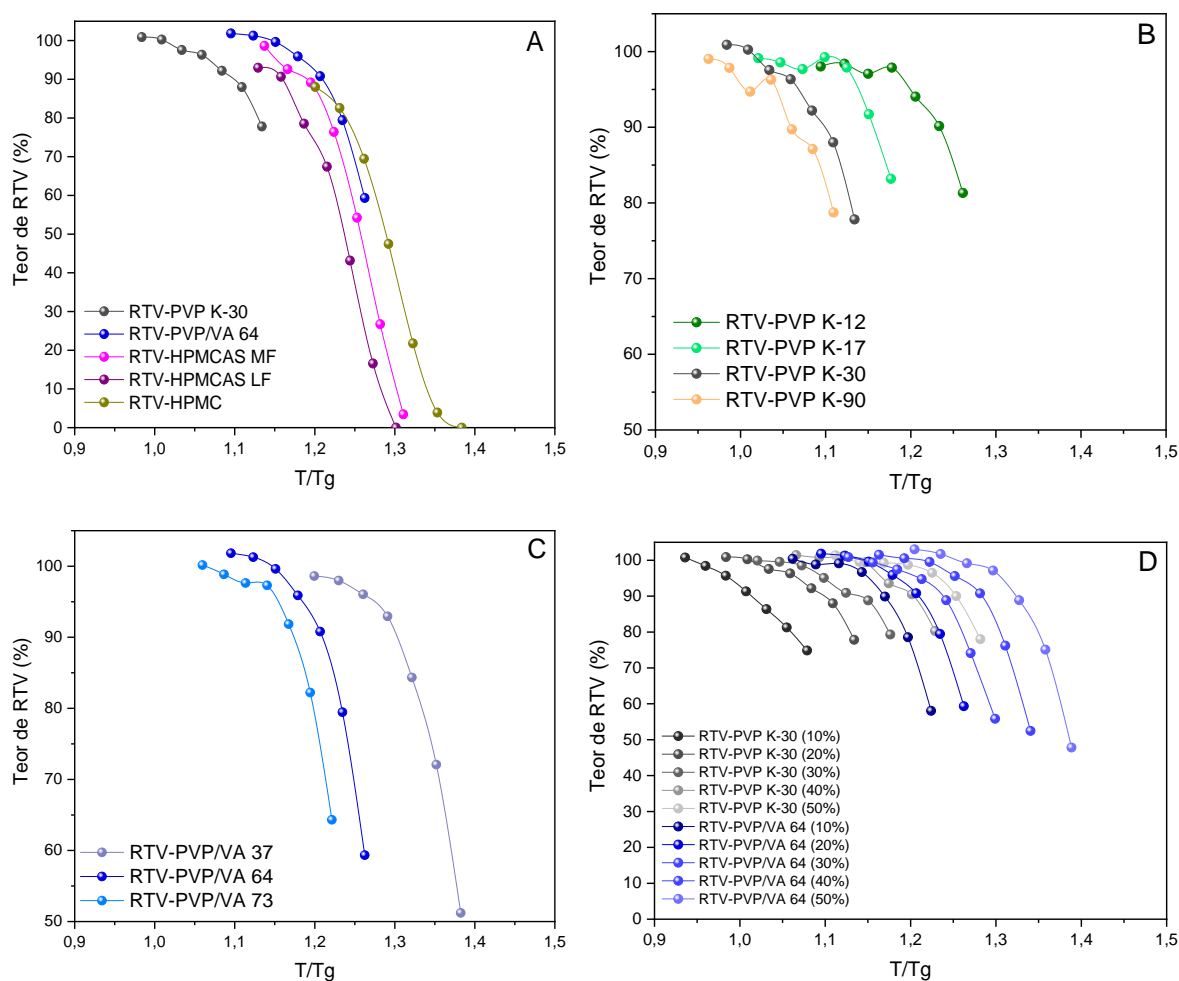 A
Teor de RTV (%)
100
90
80
70
60
50
40
30
20
10
0
RTV-PVP K-30
RTV-PVP/VA 64
RTV-HPMCAS MF
RTV-HPMCAS LF
RTV-HPMC
0,9 1,0 1,1 1,2 1,3 1,4 1,5
T/Tg
B
Teor de RTV (%)
100
90
80
70
60
50
RTV-PVP K-12
RTV-PVP K-17
RTV-PVP K-30
RTV-PVP K-90
0,9 1,0 1,1 1,2 1,3 1,4 1,5
T/Tg
C
Teor de RTV (%)
100
90
80
70
60
50
RTV-PVP/VA 37
RTV-PVP/VA 64
RTV-PVP/VA 73
0,9 1,0 1,1 1,2 1,3 1,4 1,5
T/Tg
D
Teor de RTV (%)
100
90
80
70
60
50
40
30
20
10
0
RTV-PVP K-30 (10%)
RTV-PVP K-30 (20%)
RTV-PVP K-30 (30%)
RTV-PVP K-30 (40%)
RTV-PVP K-30 (50%)
RTV-PVP/VA 64 (10%)
RTV-PVP/VA 64 (20%)
RTV-PVP/VA 64 (30%)
RTV-PVP/VA 64 (40%)
RTV-PVP/VA 64 (50%)
0,9 1,0 1,1 1,2 1,3 1,4 1,5
T/Tg